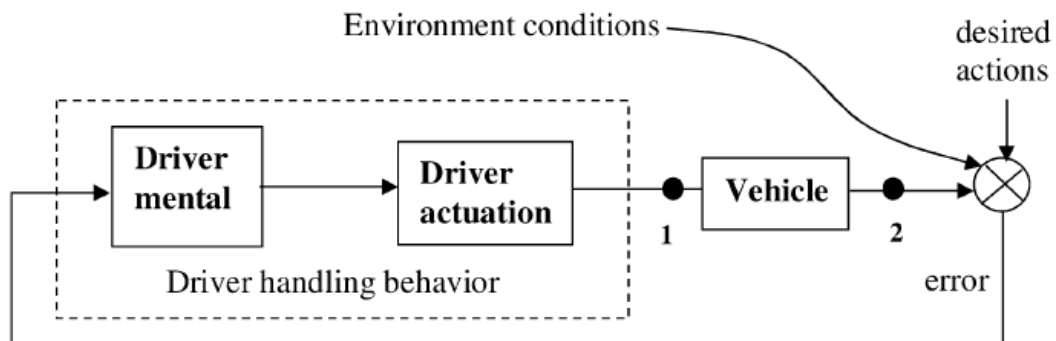 Environment conditions
desired
actions
Driver
mental
Driver
actuation
Vehicle
1
2
Driver handling behavior
error